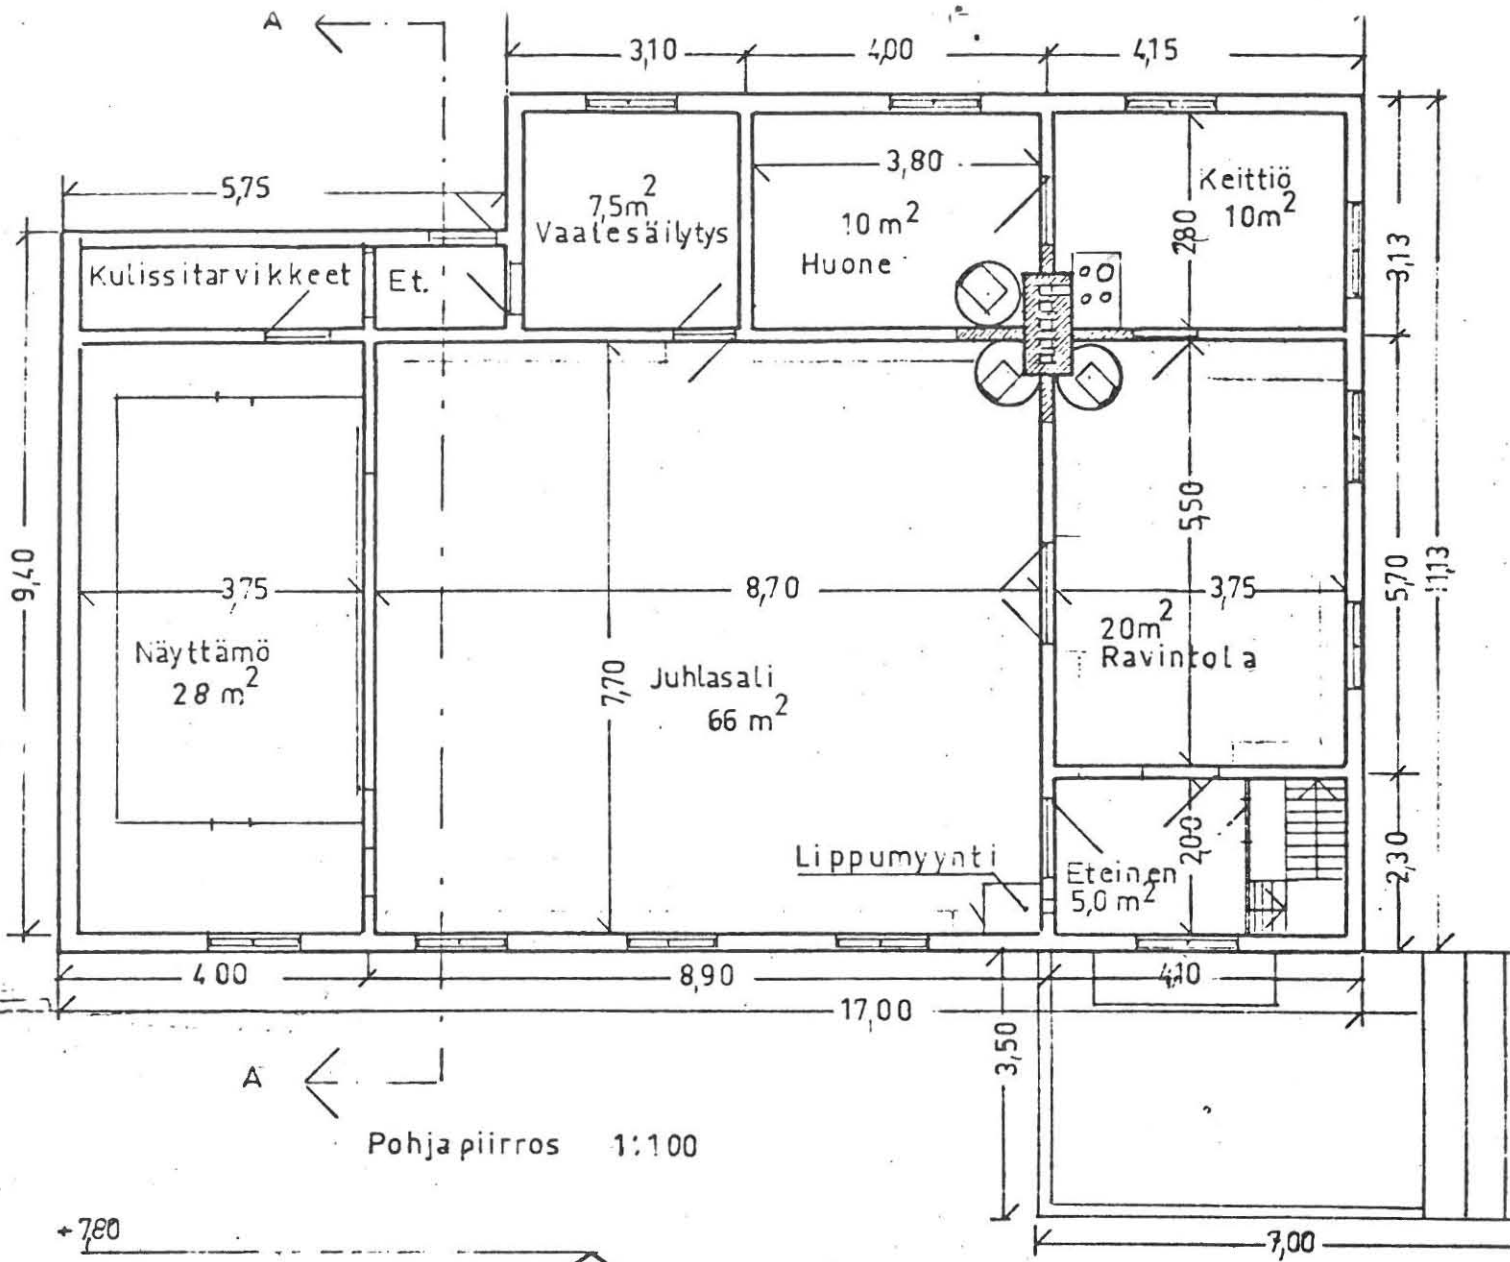 A
3,10
4,00
4,15
5,75
3,80
7,5m²
Vaatesäilytys
10 m²
Huone
Keittiö
10m²
2,80
3,13
Kulissitarvikkeet
Et.
9,40
5,50
5,70
11,13
3,75
8,70
3,75
Näyttämö
28 m²
7,70
Juhlasali
66 m²
20m²
Ravintola
Lippumyynti
Eteinen
5,0 m²
2,00
2,30
4 00
8,90
4,10
17,00
3,50
A
Pohjapiirros 1:100
+7,80
7,00